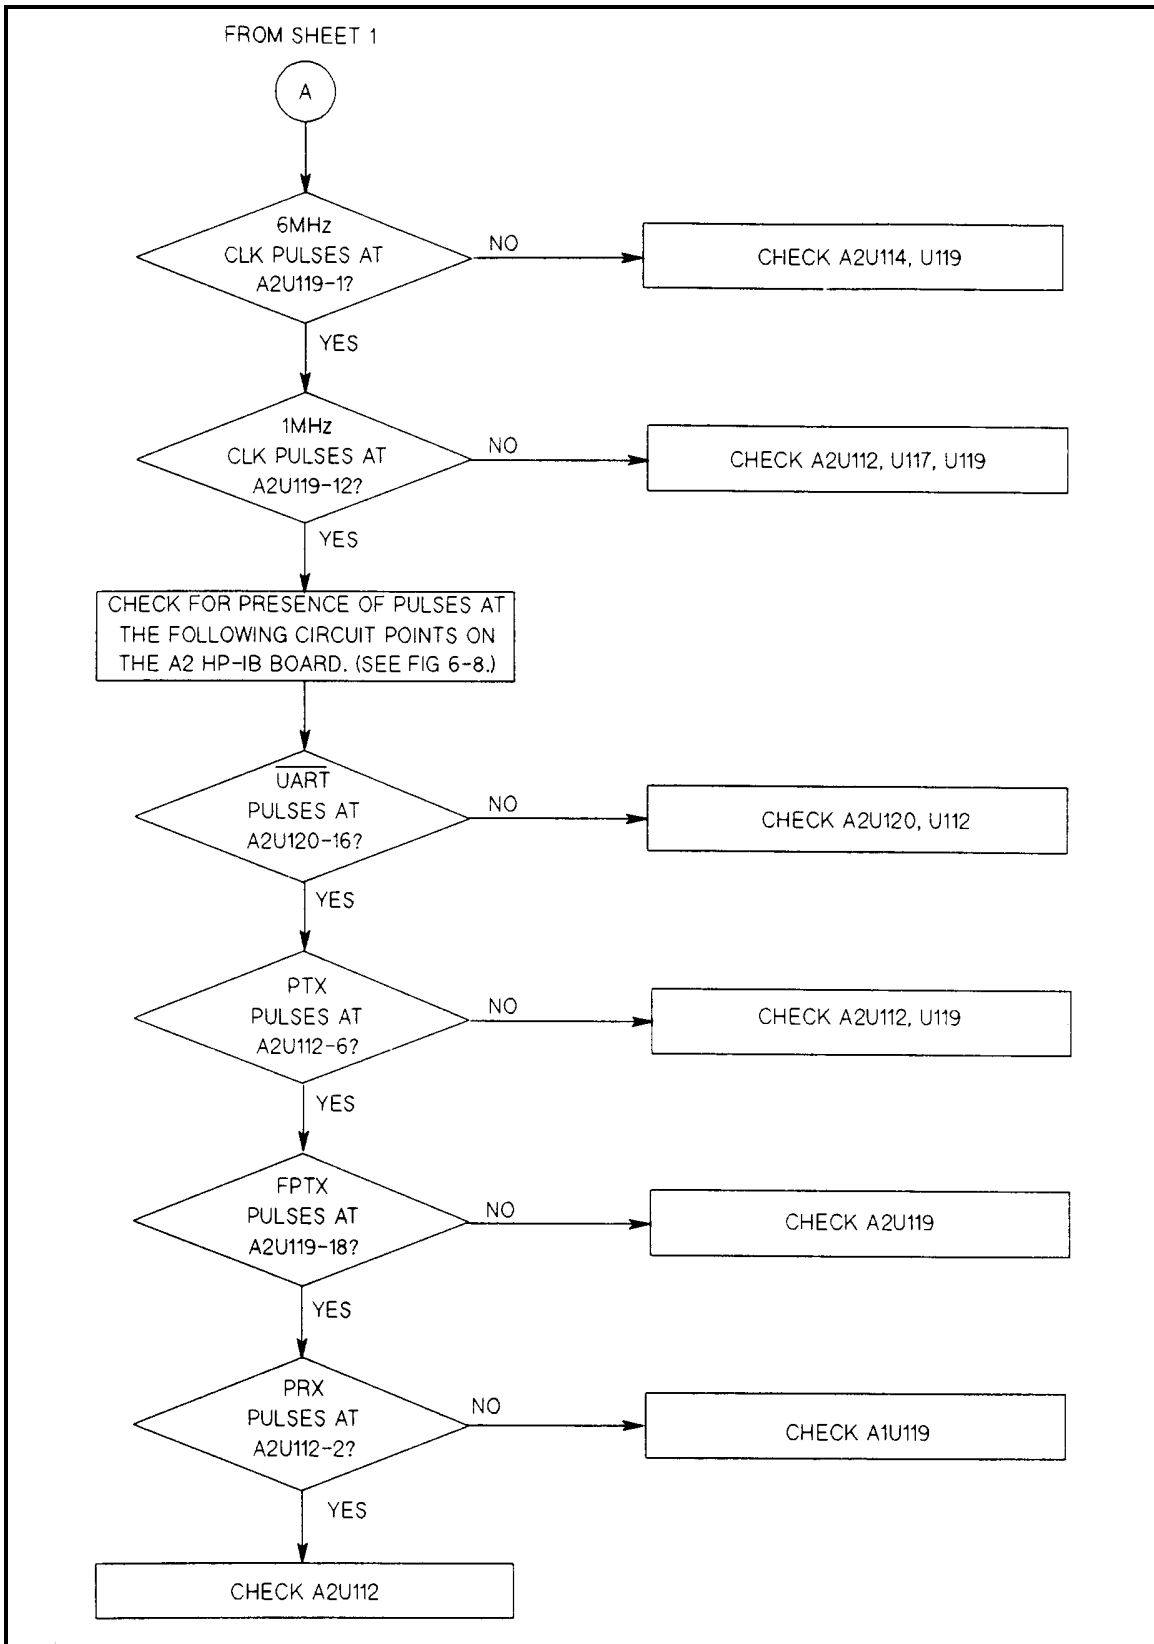 FROM SHEET 1
A
6MHz
CLK PULSES AT
A2U119-1?
NO
CHECK A2U114, U119
YES
1MHz
CLK PULSES AT
A2U119-12?
NO
CHECK A2U112, U117, U119
YES
CHECK FOR PRESENCE OF PULSES AT
THE FOLLOWING CIRCUIT POINTS ON
THE A2 HP-IB BOARD. (SEE FIG 6-8.)
UART
PULSES AT
A2U120-16?
NO
CHECK A2U120, U112
YES
PTX
PULSES AT
A2U112-6?
NO
CHECK A2U112, U119
YES
FPTX
PULSES AT
A2U119-18?
NO
CHECK A2U119
YES
PRX
PULSES AT
A2U112-2?
NO
CHECK A1U119
YES
CHECK A2U112